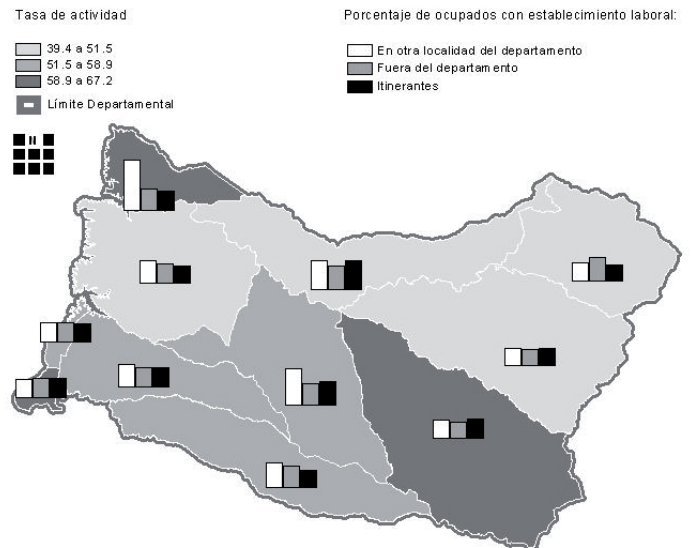 Tasa de actividad
39.4 a 51.5
51.5 a 58.9
58.9 a 67.2
Límite Departamental
N
Porcentaje de ocupados con establecimiento laboral:
En otra localidad del departamento
Fuera del departamento
Itinerantes